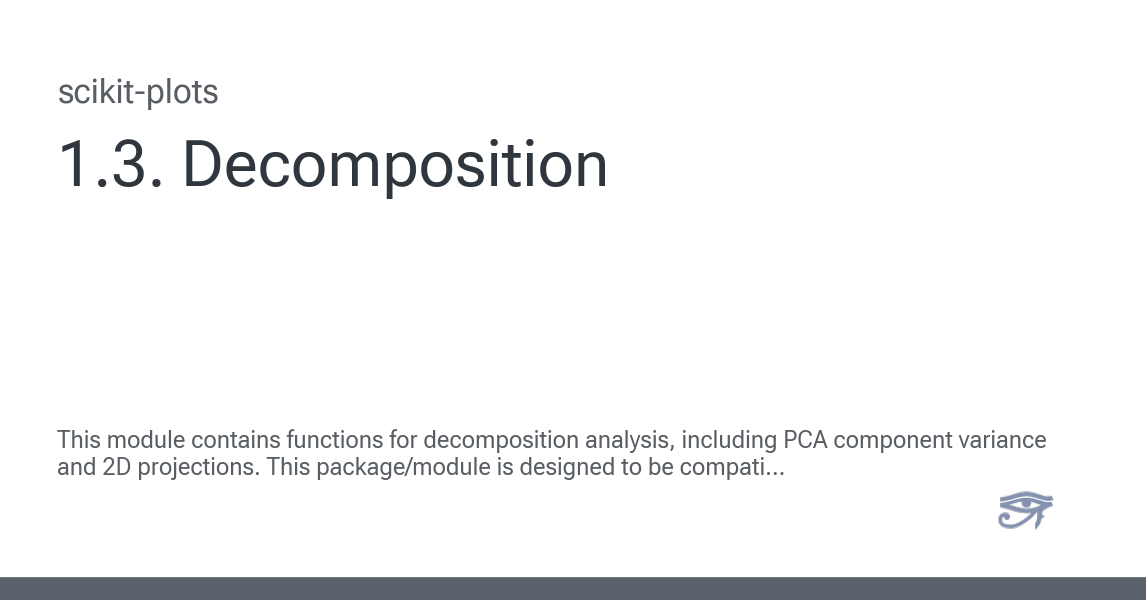 scikit-plots
1.3. Decomposition
This module contains functions for decomposition analysis, including PCA component variance
and 2D projections. This package/module is designed to be compati...